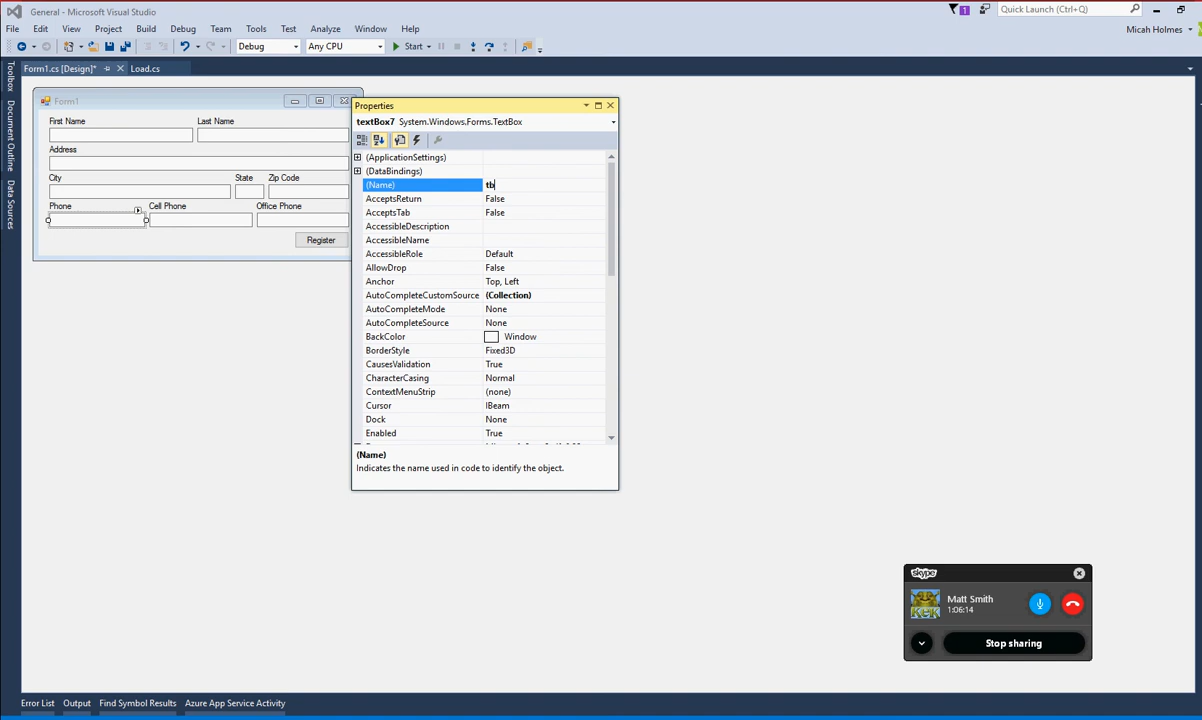 General - Microsoft Visual Studio
1
Quick Launch (Ctrl+Q)
File Edit View Project Build Debug Team Tools Test Analyze Window Help
Micah Holmes
Debug Any CPU Start
Form1.cs [Design]* Load.cs
Toolbox
Document Outline
Data Sources
Form1
First Name Last Name
Address
City State Zip Code
Phone Cell Phone Office Phone
Register
Properties
textBox7 System.Windows.Forms.TextBox
(ApplicationSettings)
(DataBindings)
(Name) tb
AcceptsReturn False
AcceptsTab False
AccessibleDescription
AccessibleName
AccessibleRole Default
AllowDrop False
Anchor Top, Left
AutoCompleteCustomSource (Collection)
AutoCompleteMode None
AutoCompleteSource None
BackColor Window
BorderStyle Fixed3D
CausesValidation True
CharacterCasing Normal
ContextMenuStrip (none)
Cursor IBeam
Dock None
Enabled True
(Name)
Indicates the name used in code to identify the object.
skype
Matt Smith
KEK
1:06:14
Stop sharing
Error List Output Find Symbol Results Azure App Service Activity